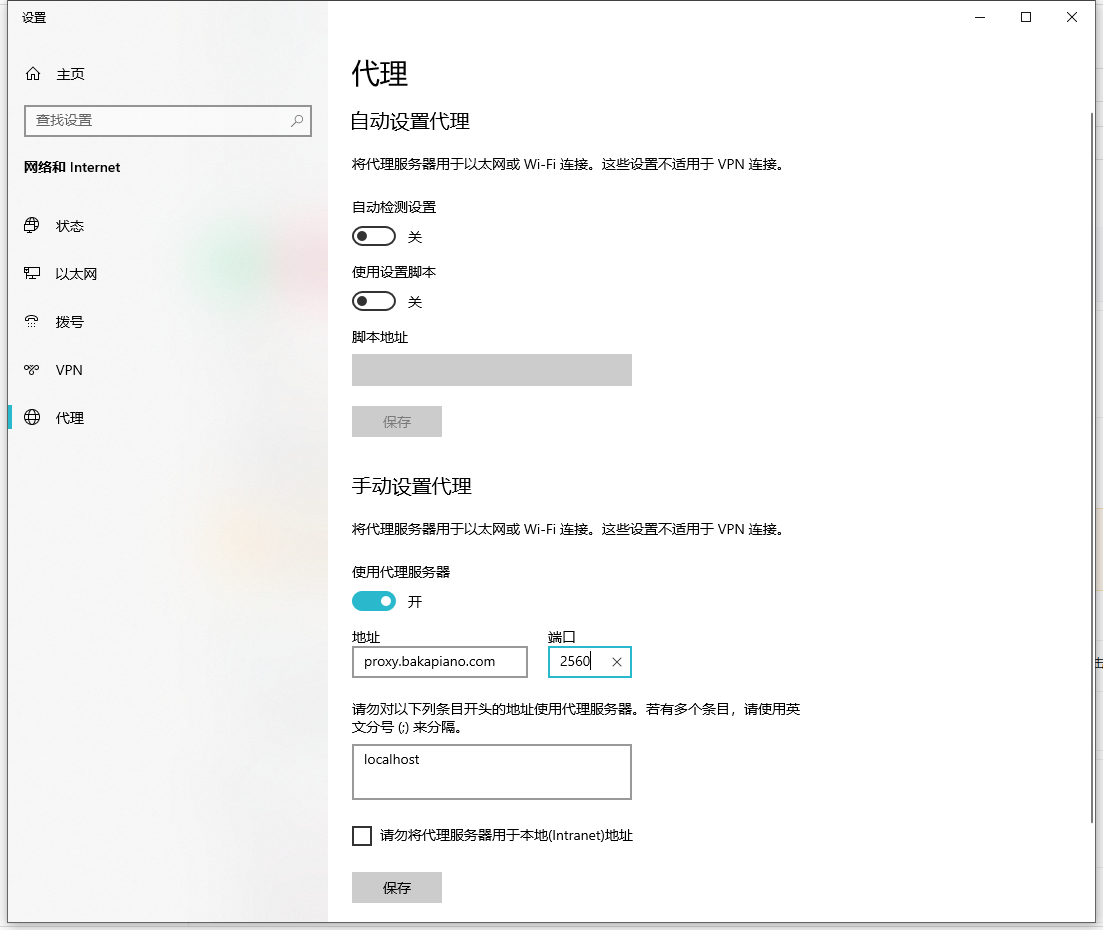 设置
主页
查找设置
网络和 Internet
状态
以太网
拨号
VPN
代理
代理
自动设置代理
将代理服务器用于以太网或 Wi-Fi 连接。这些设置不适用于 VPN 连接。
自动检测设置
关
使用设置脚本
关
脚本地址
保存
手动设置代理
将代理服务器用于以太网或 Wi-Fi 连接。这些设置不适用于 VPN 连接。
使用代理服务器
开
地址 端口
proxy.bakapiano.com 2560
请勿对以下列条目开头的地址使用代理服务器。若有多个条目，请使用英
文分号 (;) 来分隔。
localhost
请勿将代理服务器用于本地(Intranet)地址
保存